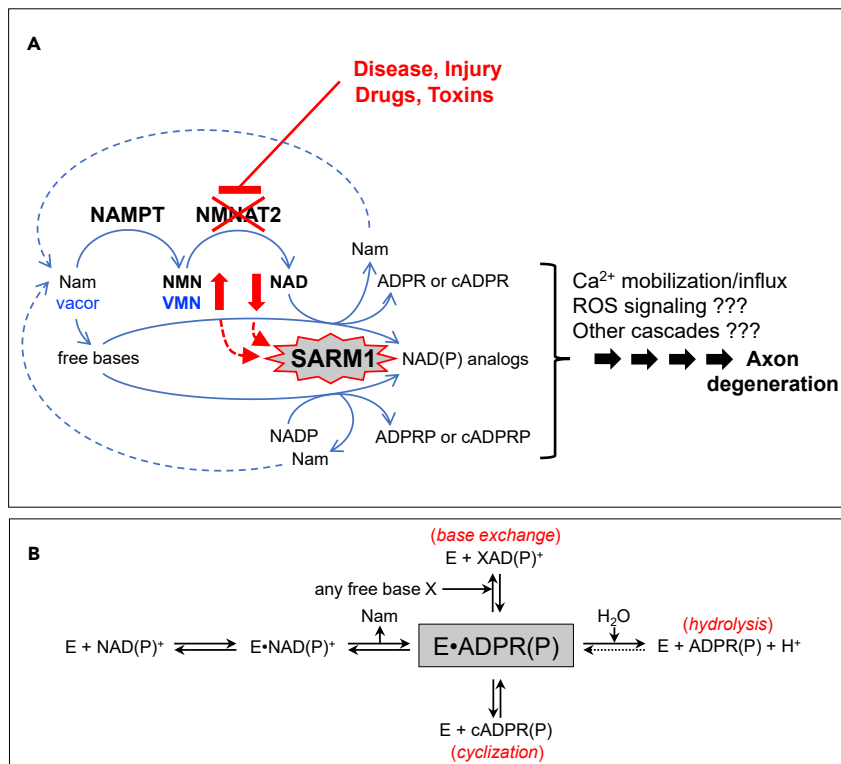 A
Disease, Injury
Drugs, Toxins
NAMPT
NMNAT2
Nam
Nam
vacor
NMN
VMN
NAD
ADPR or cADPR
free bases
SARM1
NAD(P) analogs
NADP
Nam
ADPRP or cADPRP
Ca²⁺ mobilization/influx
ROS signaling ???
Other cascades ???
Axon
degeneration
B
(base exchange)
E + XAD(P)⁺
any free base X
Nam
H₂O
(hydrolysis)
E + NAD(P)⁺
E•NAD(P)⁺
E•ADPR(P)
E + ADPR(P) + H⁺
E + cADPR(P)
(cyclization)